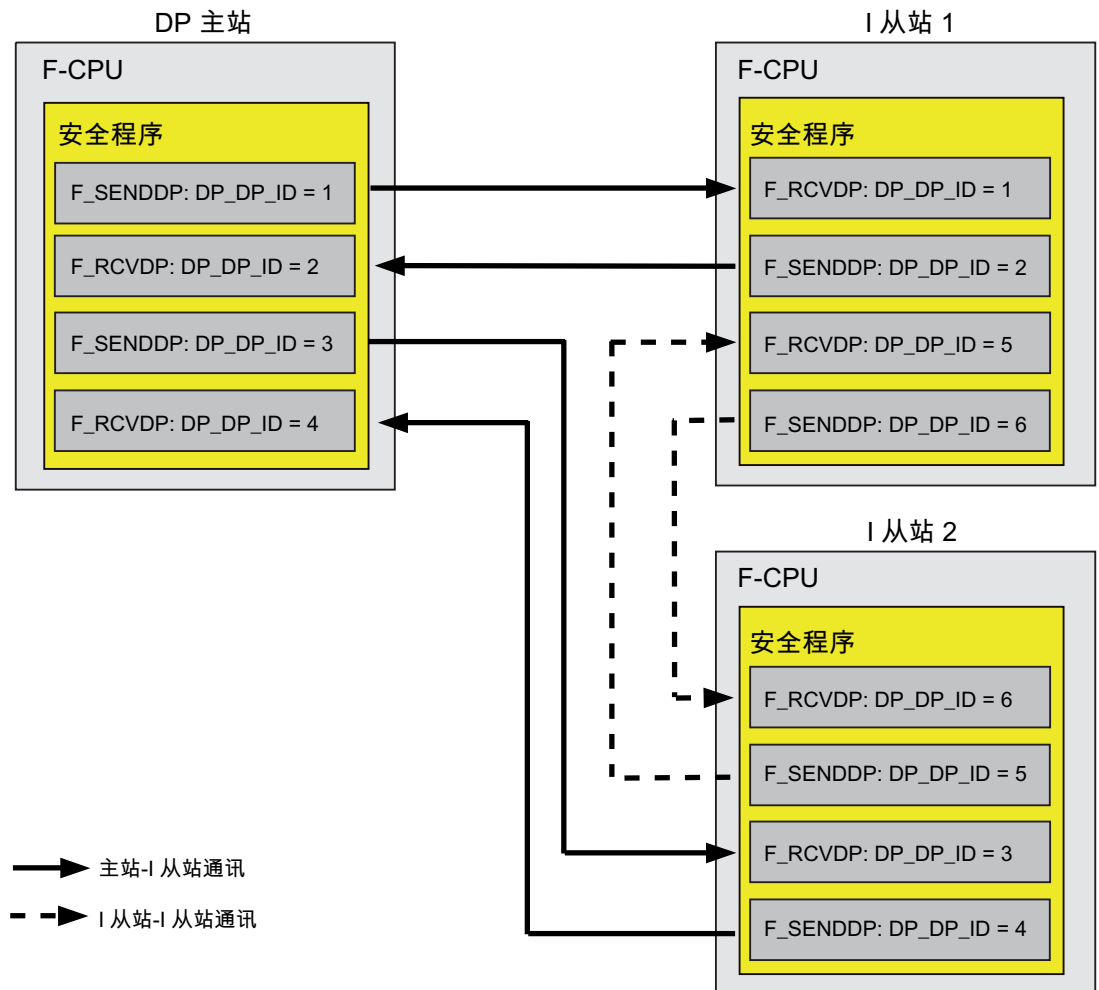 DP 主站
F-CPU
安全程序
F_SENDDP: DP_DP_ID = 1
F_RCVDP: DP_DP_ID = 2
F_SENDDP: DP_DP_ID = 3
F_RCVDP: DP_DP_ID = 4
I 从站 1
F-CPU
安全程序
F_RCVDP: DP_DP_ID = 1
F_SENDDP: DP_DP_ID = 2
F_RCVDP: DP_DP_ID = 5
F_SENDDP: DP_DP_ID = 6
I 从站 2
F-CPU
安全程序
F_RCVDP: DP_DP_ID = 6
F_SENDDP: DP_DP_ID = 5
F_RCVDP: DP_DP_ID = 3
F_SENDDP: DP_DP_ID = 4
主站-I 从站通讯
I 从站-I 从站通讯